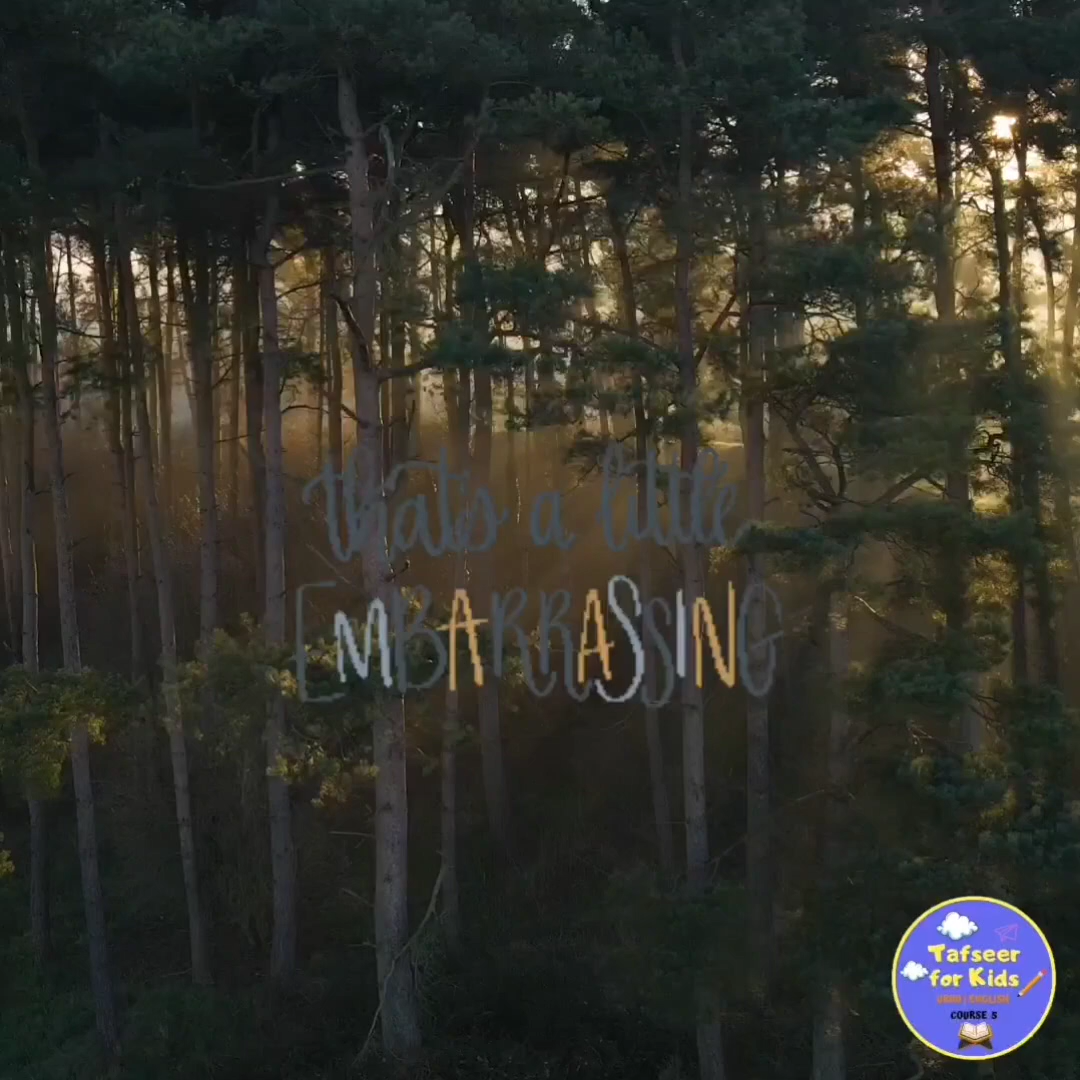 that's a little
EMBARRASSING
Tafseer
for Kids
URDU | ENGLISH
COURSE 5